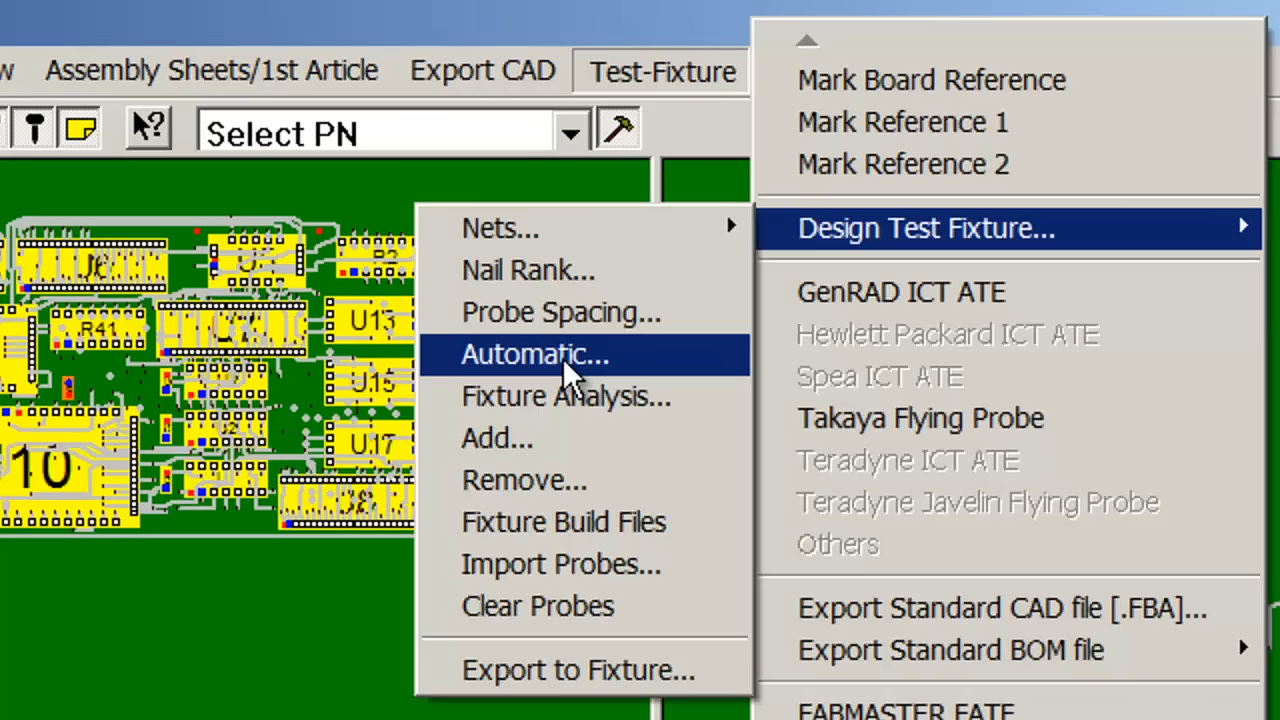 w Assembly Sheets/1st Article Export CAD Test-Fixture
Select PN
Mark Board Reference
Mark Reference 1
Mark Reference 2
Design Test Fixture...
GenRAD ICT ATE
Hewlett Packard ICT ATE
Spea ICT ATE
Takaya Flying Probe
Teradyne ICT ATE
Teradyne Javelin Flying Probe
Others
Export Standard CAD file [.FBA]...
Export Standard BOM file
FABMASTER FATE
Nets...
Nail Rank...
Probe Spacing...
Automatic...
Fixture Analysis...
Add...
Remove...
Fixture Build Files
Import Probes...
Clear Probes
Export to Fixture...
R41
U13
U15
U17
10